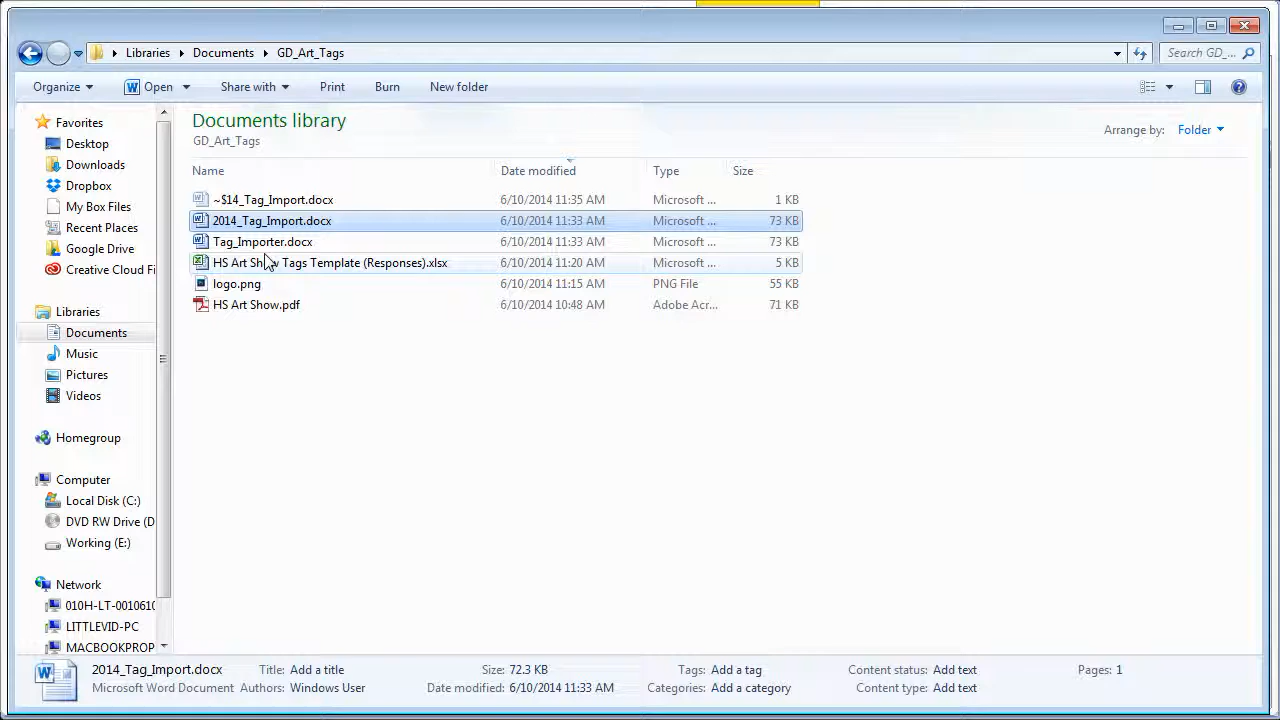 Libraries Documents GD_Art_Tags Search GD_...
Organize Open Share with Print Burn New folder
Favorites
Desktop
Downloads
Dropbox
My Box Files
Recent Places
Google Drive
Creative Cloud Fi
Libraries
Documents
Music
Pictures
Videos
Homegroup
Computer
Local Disk (C:)
DVD RW Drive (D
Working (E:)
Network
010H-LT-0010610
LITTLEVID-PC
MACBOOKPROP
Documents library
GD_Art_Tags
Arrange by: Folder
Name Date modified Type Size
~$14_Tag_Import.docx 6/10/2014 11:35 AM Microsoft ... 1 KB
2014_Tag_Import.docx 6/10/2014 11:33 AM Microsoft ... 73 KB
Tag_Importer.docx 6/10/2014 11:33 AM Microsoft ... 73 KB
HS Art Show Tags Template (Responses).xlsx 6/10/2014 11:20 AM Microsoft ... 5 KB
logo.png 6/10/2014 11:15 AM PNG File 55 KB
HS Art Show.pdf 6/10/2014 10:48 AM Adobe Acr... 71 KB
2014_Tag_Import.docx Title: Add a title Size: 72.3 KB Tags: Add a tag Content status: Add text Pages: 1
Microsoft Word Document Authors: Windows User Date modified: 6/10/2014 11:33 AM Categories: Add a category Content type: Add text